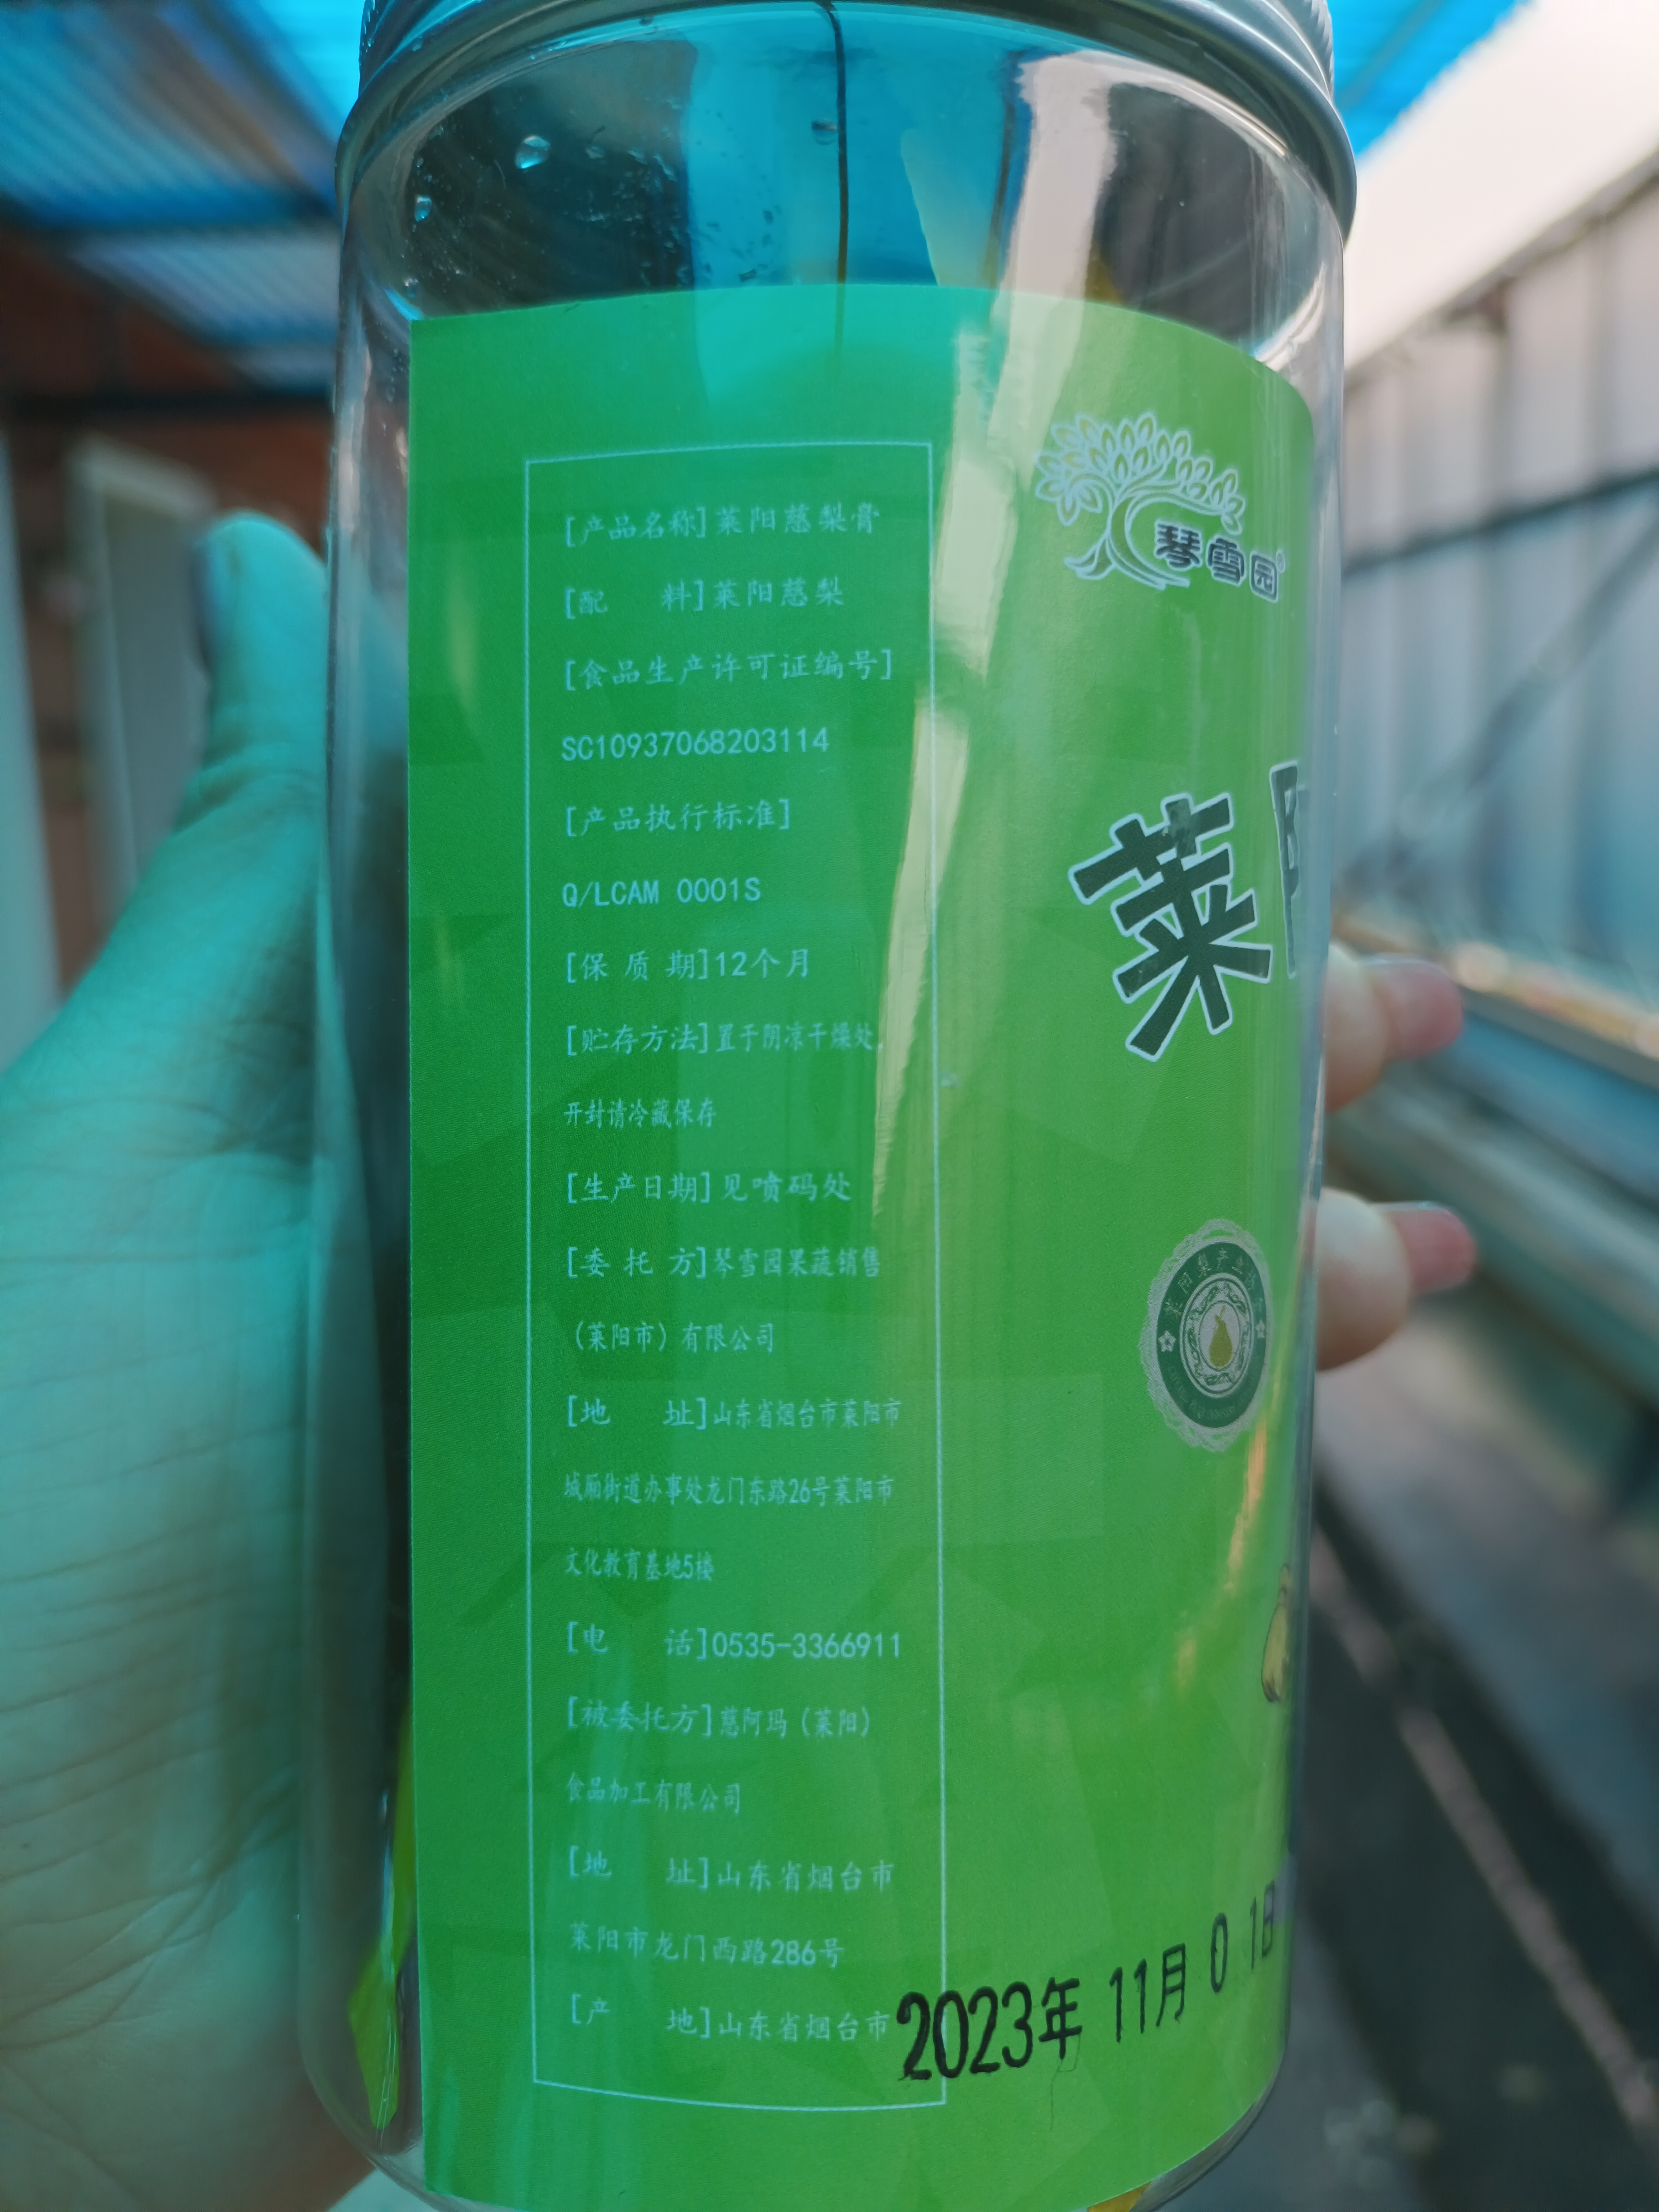 [产品名称]莱阳慈梨膏
[配 料]莱阳慈梨
[食品生产许可证编号]
SC10937068203114
[产品执行标准]
Q/LCAM 0001S
[保 质 期]12个月
[贮存方法]置于阴凉干燥处,
开封请冷藏保存
[生产日期]见喷码处
[委 托 方]琴雪园果蔬销售
(莱阳市)有限公司
[地 址]山东省烟台市莱阳市
城厢街道办事处龙门东路26号莱阳市
文化教育基地5楼
[电 话]0535-3366911
[被委托方]慈阿玛(莱阳)
食品加工有限公司
[地 址]山东省烟台市
莱阳市龙门西路286号
[产 地]山东省烟台市
琴雪园®
莱
莱阳梨产业
2023年 11月 0 1日